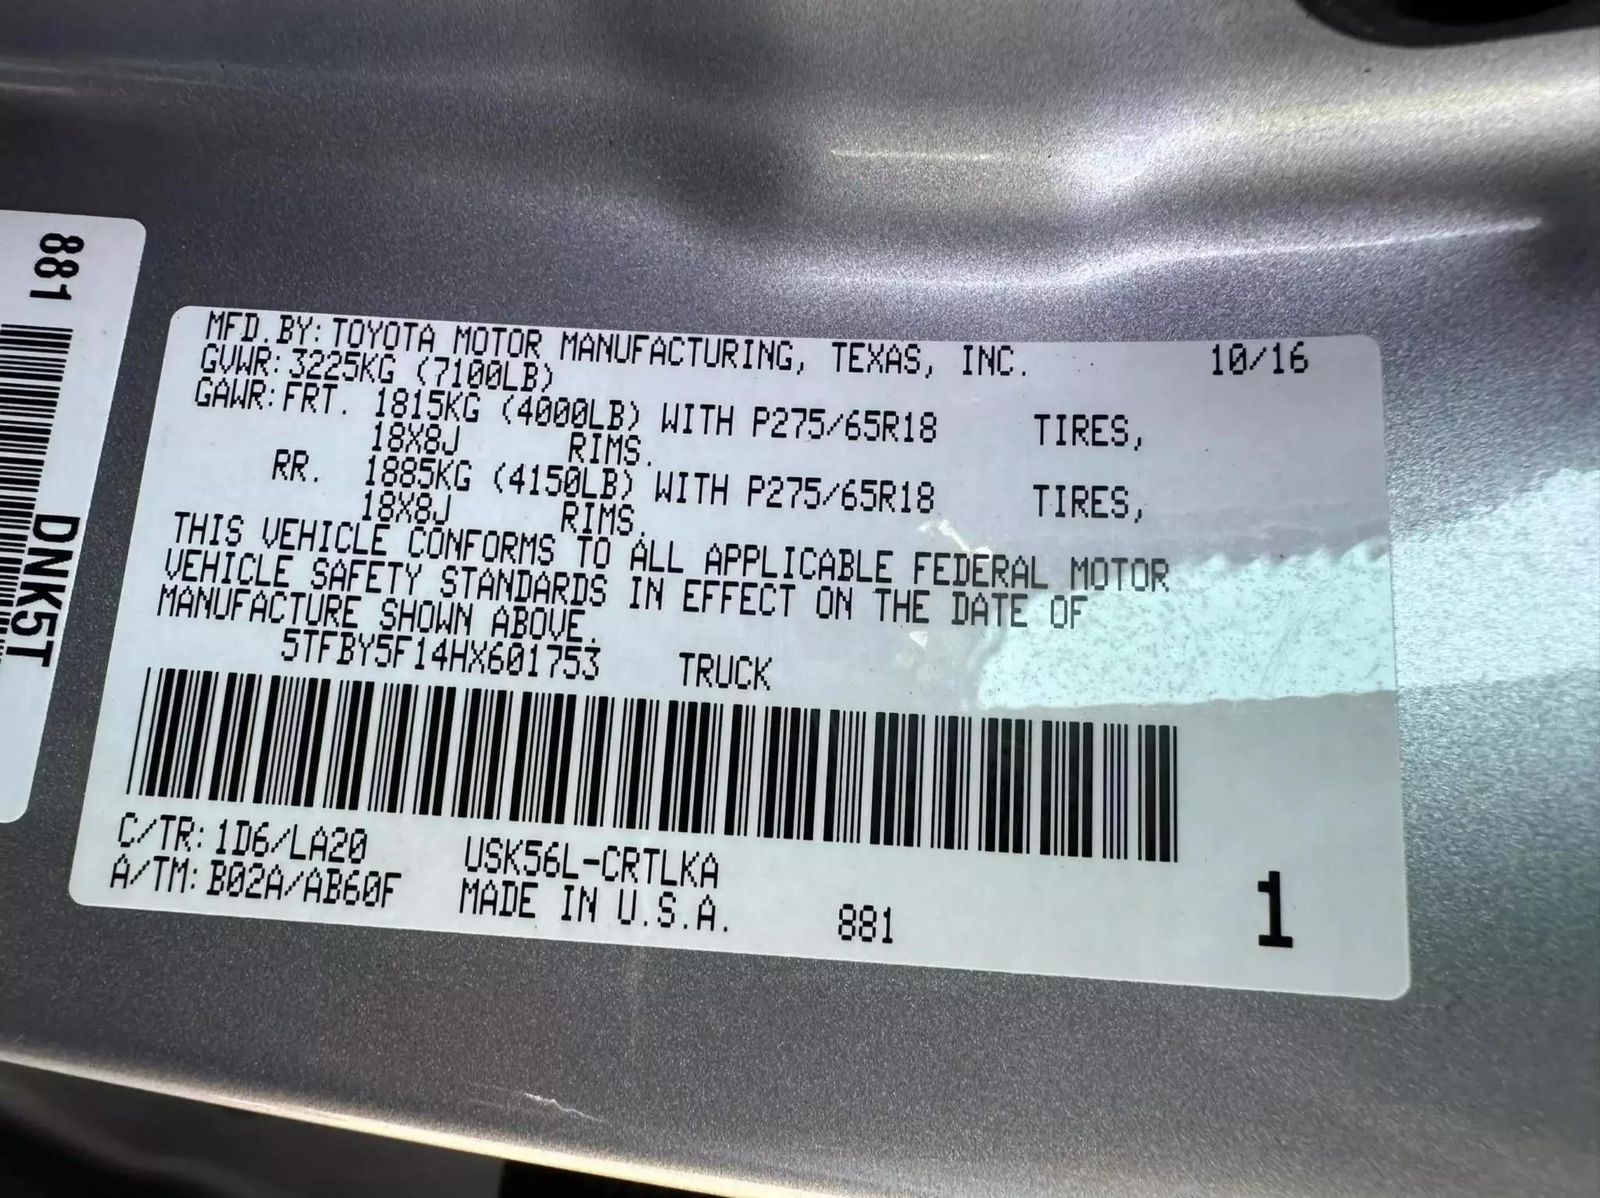 881
DNK5T
MFD. BY: TOYOTA MOTOR MANUFACTURING, TEXAS, INC. 10/16
GVWR: 3225KG (7100LB)
GAWR: FRT. 1815KG (4000LB) WITH P275/65R18 TIRES,
18X8J RIMS.
RR. 1885KG (4150LB) WITH P275/65R18 TIRES,
18X8J RIMS.
THIS VEHICLE CONFORMS TO ALL APPLICABLE FEDERAL MOTOR
VEHICLE SAFETY STANDARDS IN EFFECT ON THE DATE OF
MANUFACTURE SHOWN ABOVE.
5TFBY5F14HX601753 TRUCK
C/TR: 1D6/LA20 USK56L-CRTLKA
A/TM: B02A/AB60F MADE IN U.S.A. 881 1